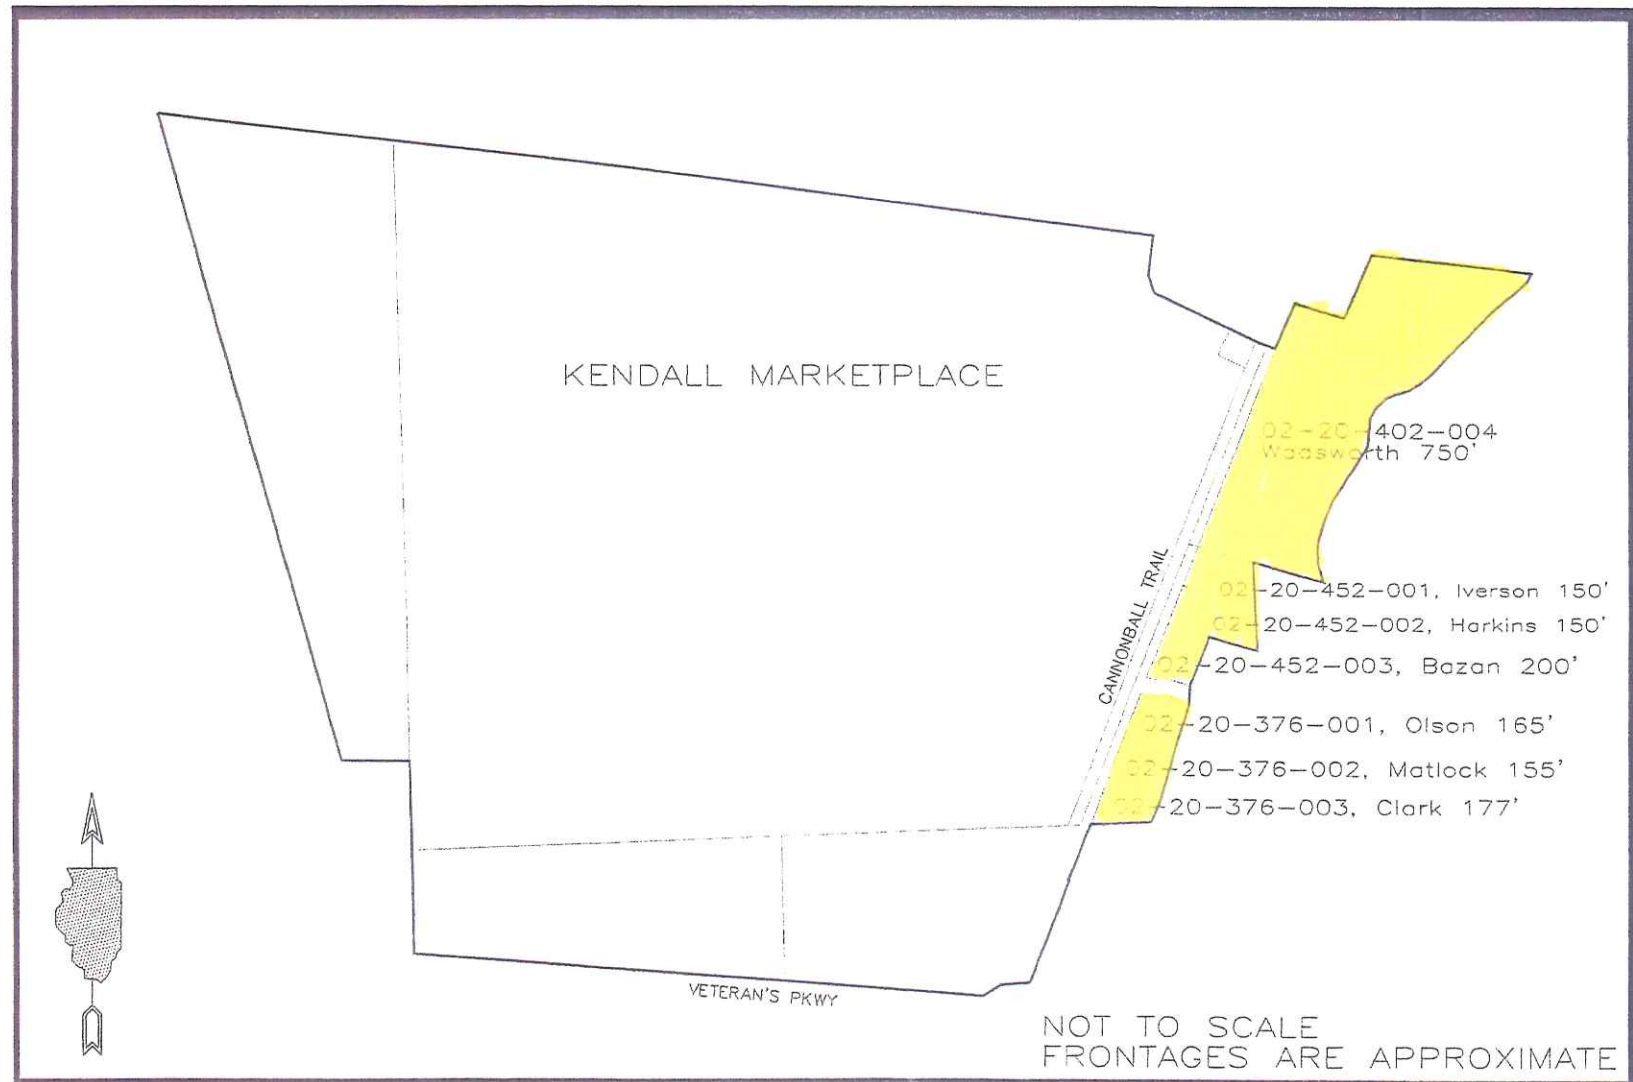 KENDALL MARKETPLACE
02-20-402-004
Wadsworth 750'
CANNONBALL TRAIL
02-20-452-001, Iverson 150'
02-20-452-002, Harkins 150'
02-20-452-003, Bazan 200'
02-20-376-001, Olson 165'
02-20-376-002, Matlock 155'
02-20-376-003, Clark 177'
VETERAN'S PKWY
NOT TO SCALE
FRONTAGES ARE APPROXIMATE